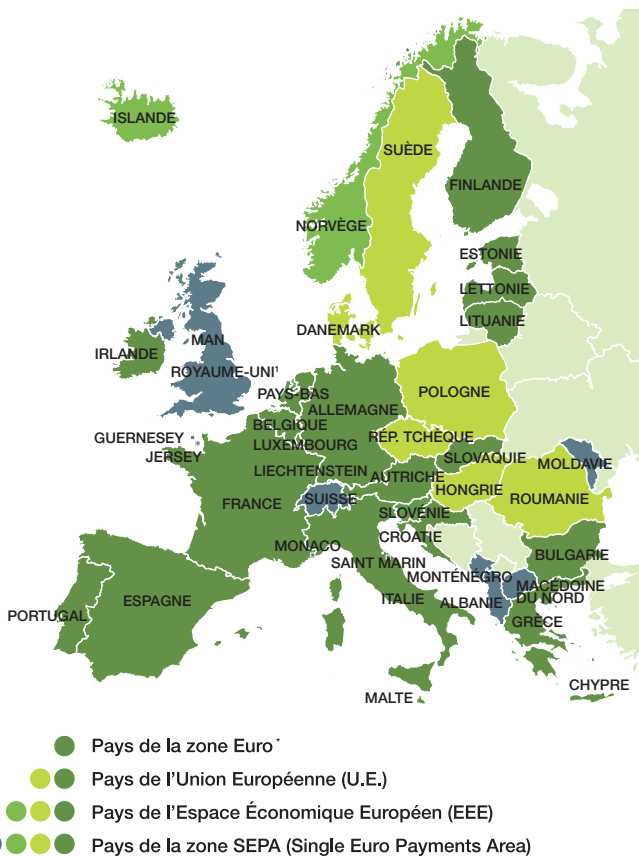 ISLANDE
SUÈDE
FINLANDE
NORVÈGE
ESTONIE
LETTONIE
LITUANIE
DANEMARK
MAN
IRLANDE
ROYAUME-UNI¹
PAYS-BAS
POLOGNE
ALLEMAGNE
BELGIQUE
GUERNESEY
RÉP. TCHÈQUE
LUXEMBOURG
JERSEY
SLOVAQUIE
MOLDAVIE
LIECHTENSTEIN
AUTRICHE
HONGRIE
SUISSE
ROUMANIE
FRANCE
SLOVÉNIE
CROATIE
MONACO
BULGARIE
SAINT MARIN
MONTÉNÉGRO
MACÉDOINE
DU NORD
ESPAGNE
ITALIE
ALBANIE
PORTUGAL
GRÈCE
CHYPRE
MALTE
Pays de la zone Euro*
Pays de l'Union Européenne (U.E.)
Pays de l'Espace Économique Européen (EEE)
Pays de la zone SEPA (Single Euro Payments Area)